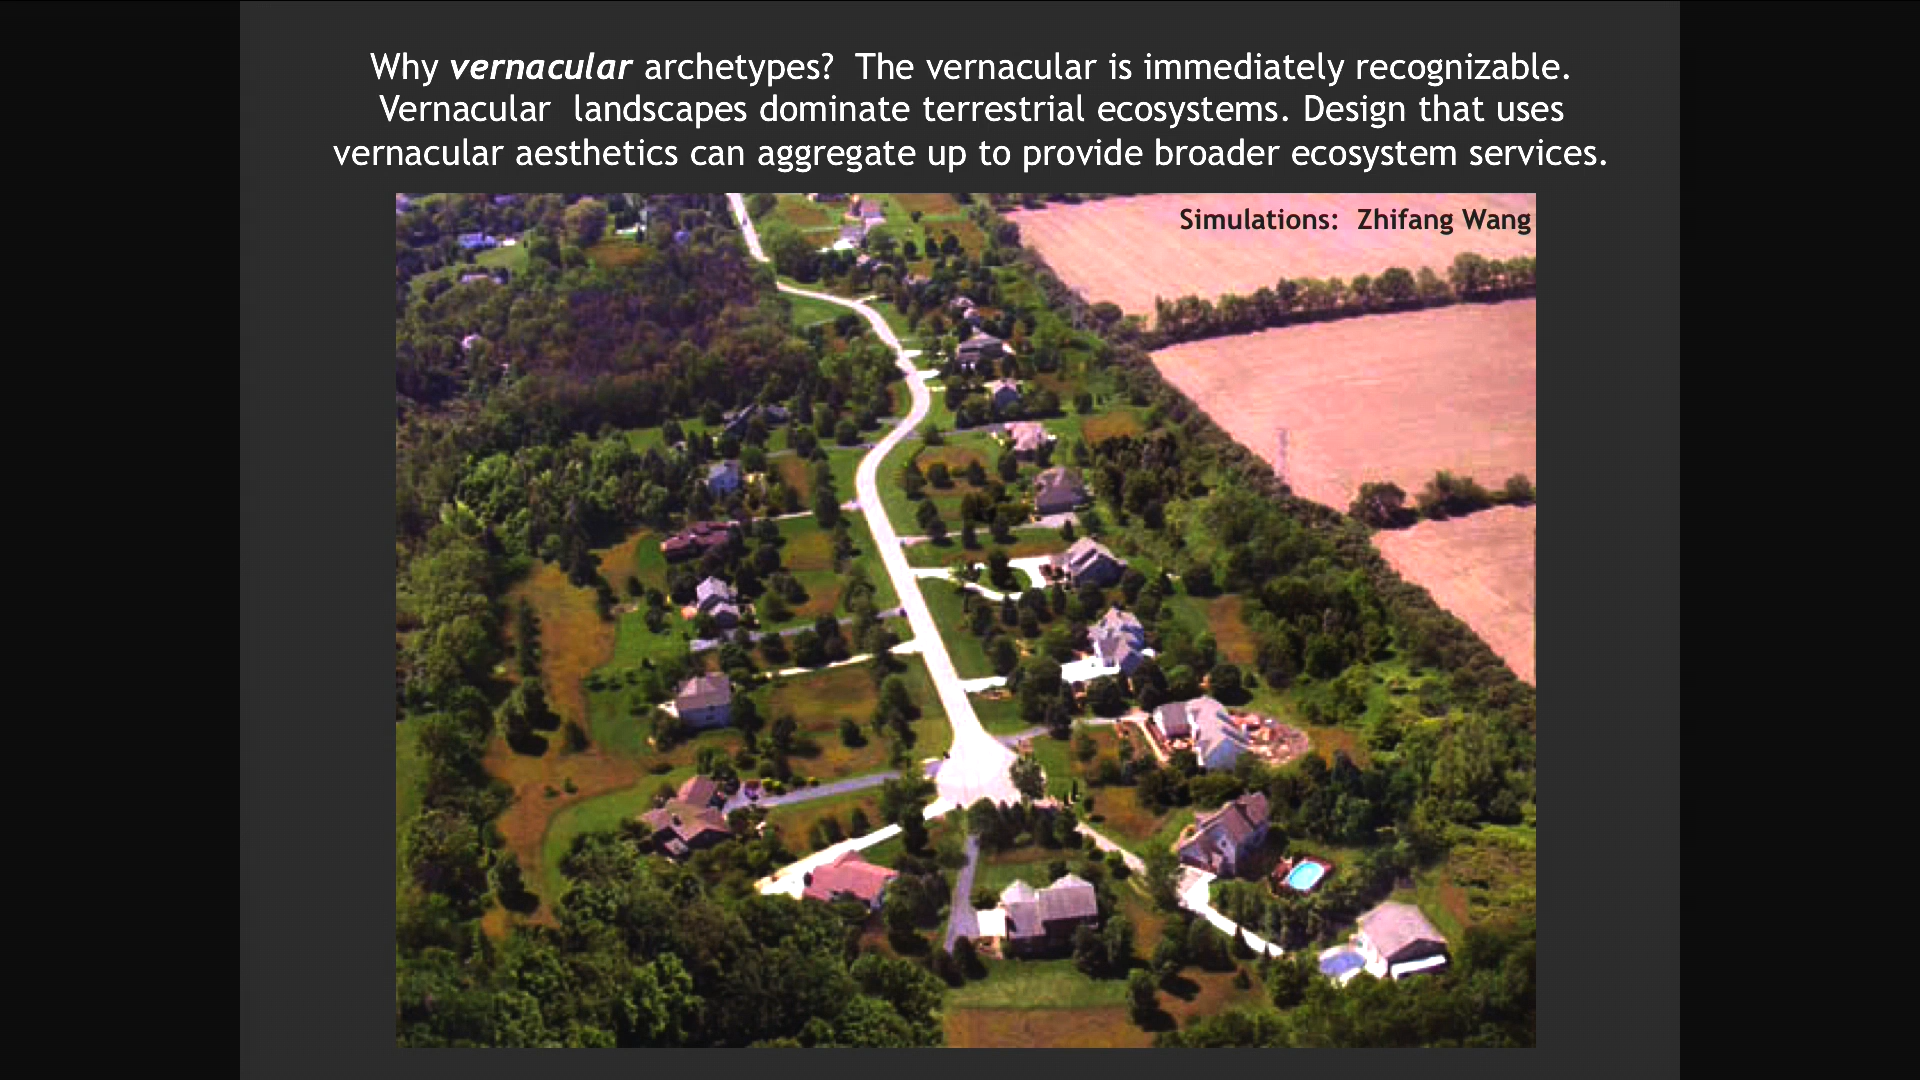 Why vernacular archetypes? The vernacular is immediately recognizable.
Vernacular landscapes dominate terrestrial ecosystems. Design that uses
vernacular aesthetics can aggregate up to provide broader ecosystem services.
Simulations: Zhifang Wang